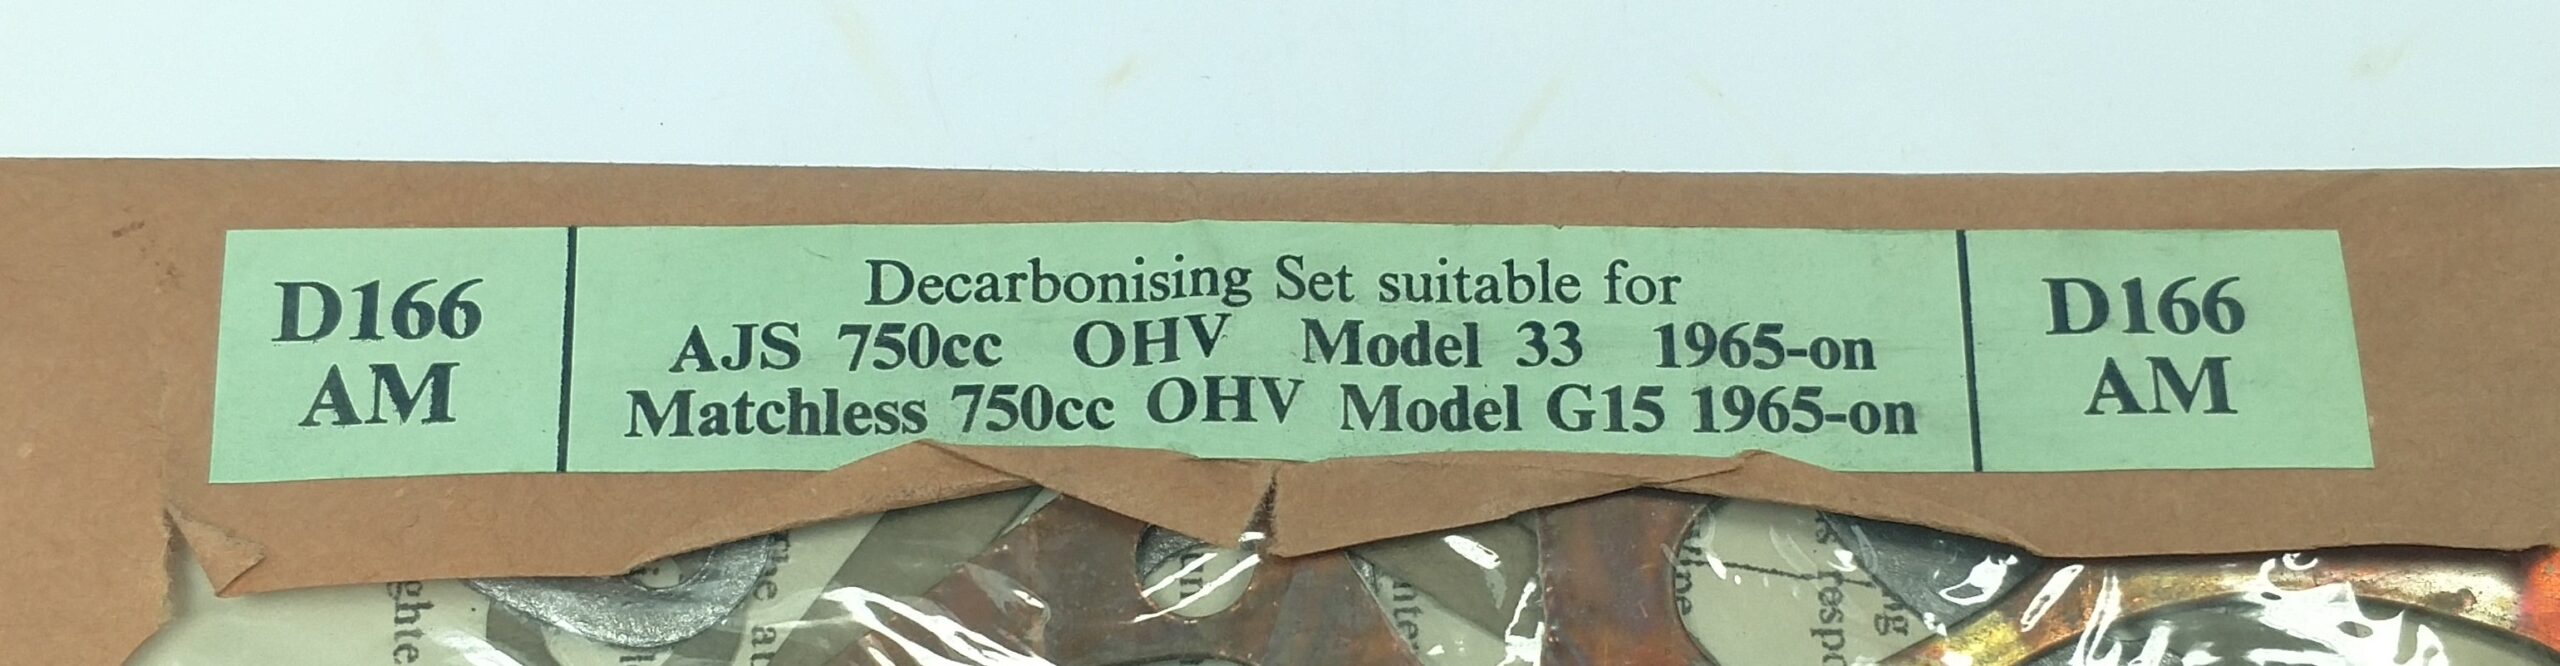 D166
AM
Decarbonising Set suitable for
AJS 750cc OHV Model 33 1965-on
Matchless 750cc OHV Model G15 1965-on
D166
AM